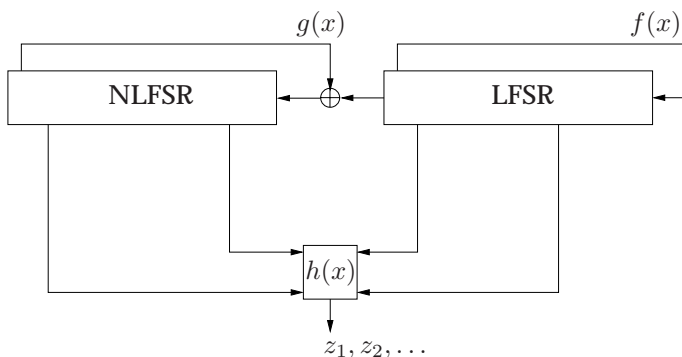 g(x) f(x)
NLFSR LFSR
h(x)
z₁, z₂, . . .